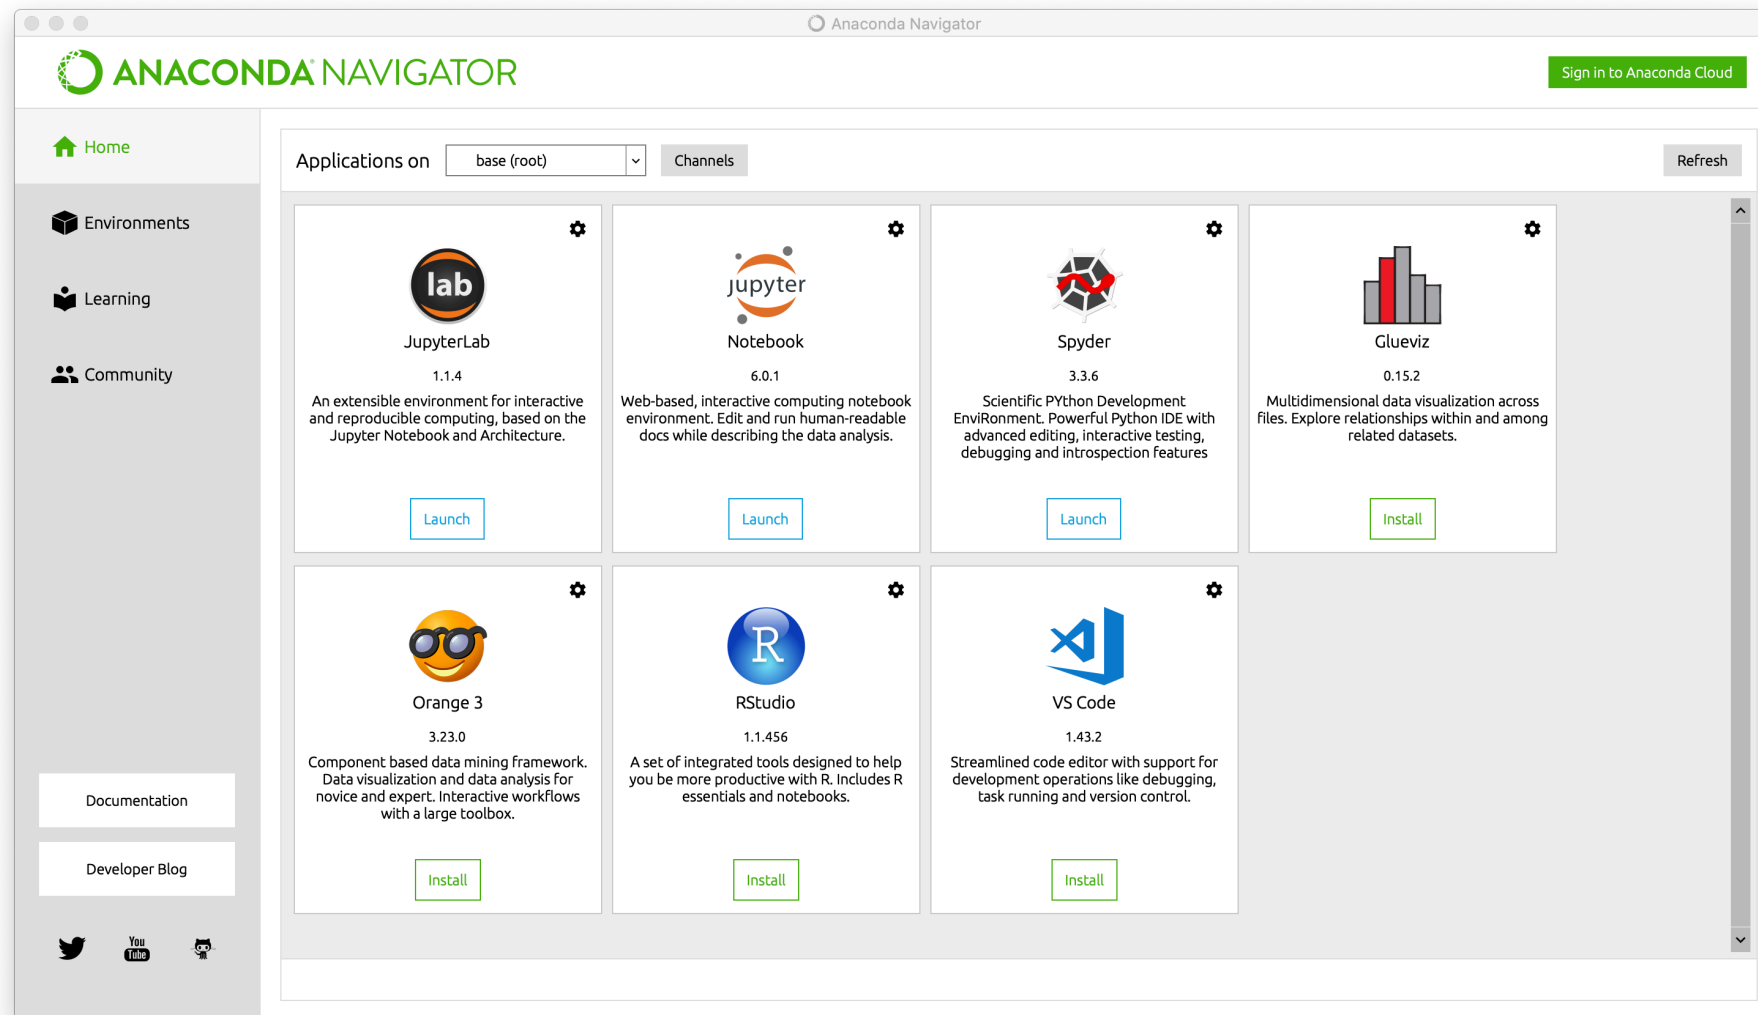 Anaconda Navigator
ANACONDA NAVIGATOR
Sign in to Anaconda Cloud
Home
Environments
Learning
Community
Documentation
Developer Blog
You
Tube
Applications on
base (root)
Channels
Refresh
lab
JupyterLab
1.1.4
An extensible environment for interactive
and reproducible computing, based on the
Jupyter Notebook and Architecture.
Launch
jupyter
Notebook
6.0.1
Web-based, interactive computing notebook
environment. Edit and run human-readable
docs while describing the data analysis.
Launch
Spyder
3.3.6
Scientific PYthon Development
EnviRonment. Powerful Python IDE with
advanced editing, interactive testing,
debugging and introspection features
Launch
Glueviz
0.15.2
Multidimensional data visualization across
files. Explore relationships within and among
related datasets.
Install
Orange 3
3.23.0
Component based data mining framework.
Data visualization and data analysis for
novice and expert. Interactive workflows
with a large toolbox.
Install
R
RStudio
1.1.456
A set of integrated tools designed to help
you be more productive with R. Includes R
essentials and notebooks.
Install
VS Code
1.43.2
Streamlined code editor with support for
development operations like debugging,
task running and version control.
Install